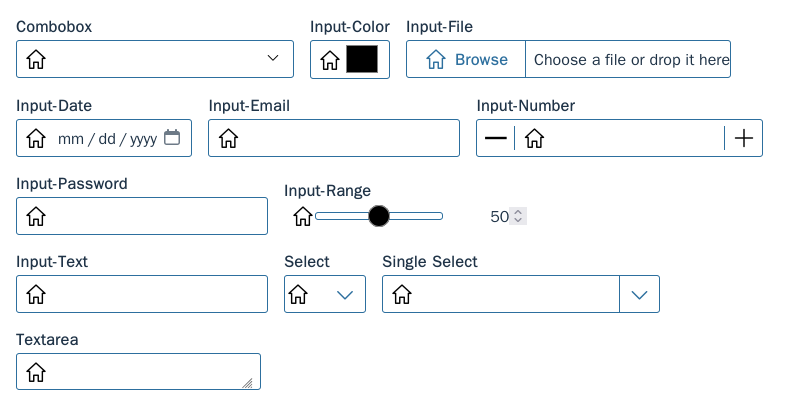 Combobox
Input-Color
Input-File
Browse
Choose a file or drop it here
Input-Date
Input-Email
Input-Number
mm / dd / yyyy
Input-Password
Input-Range
50
Input-Text
Select
Single Select
Textarea